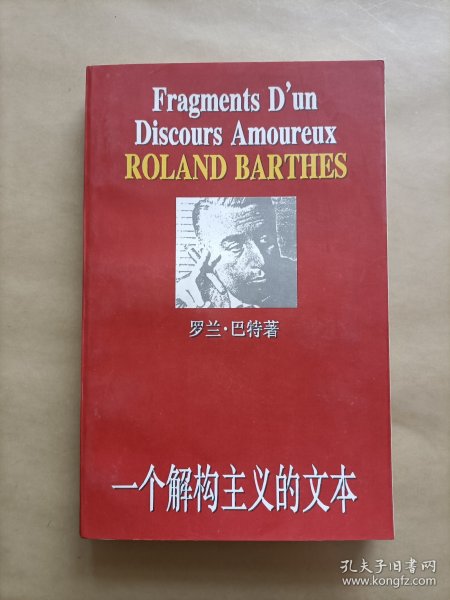 Fragments D'un
Discours Amoureux
ROLAND BARTHES
罗兰·巴特著
一个解构主义的文本
孔夫子旧书网
www.kongfz.com